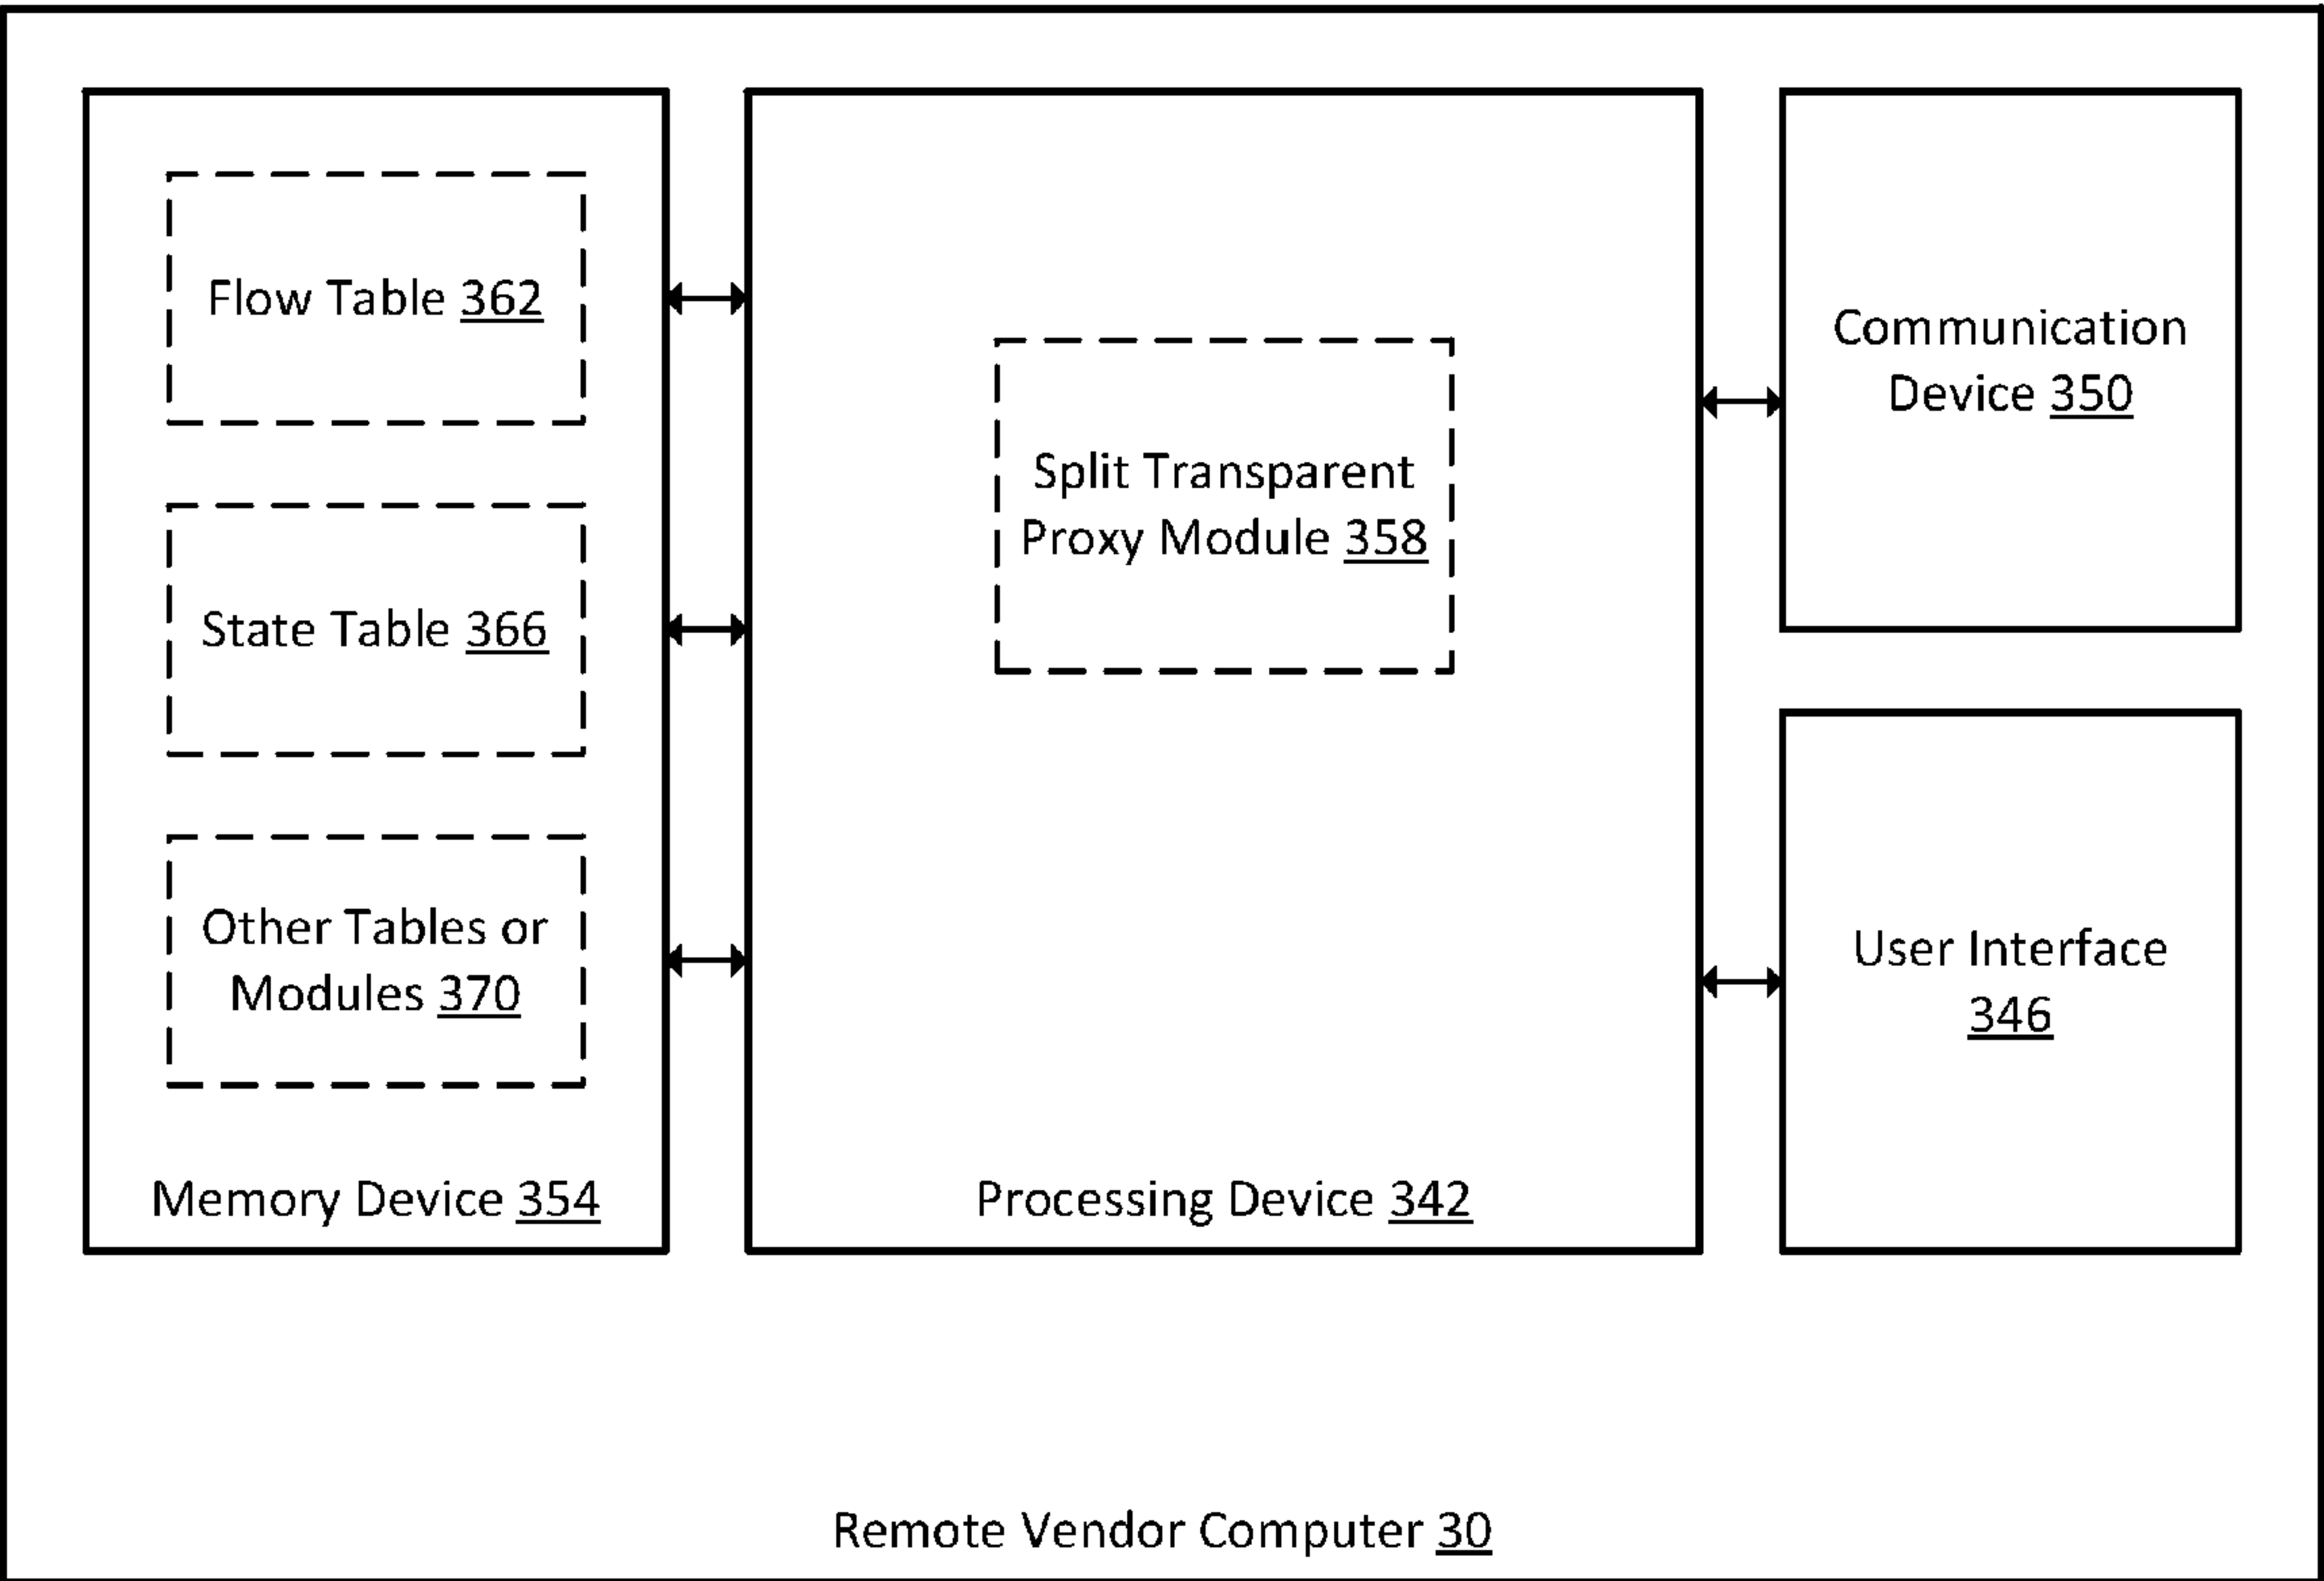 Flow Table 362
State Table 366
Other Tables or
Modules 370
Memory Device 354
Split Transparent
Proxy Module 358
Processing Device 342
Communication
Device 350
User Interface
346
Remote Vendor Computer 30